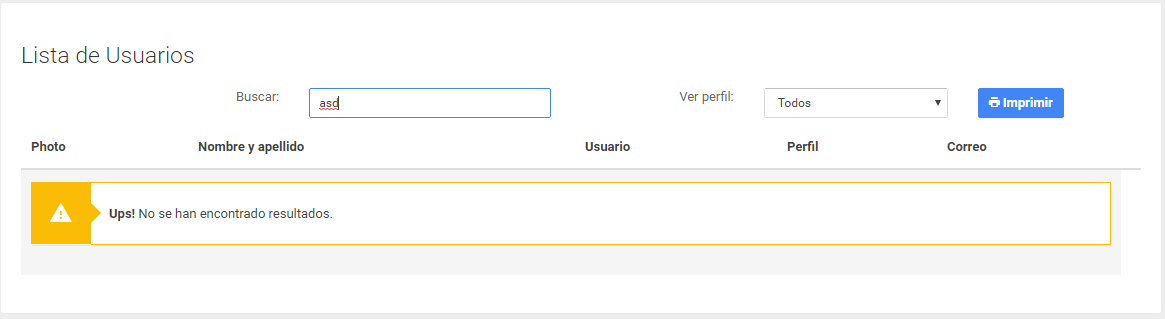 Lista de Usuarios
Buscar: asd Ver perfil: Todos Imprimir
Photo Nombre y apellido Usuario Perfil Correo
Ups! No se han encontrado resultados.